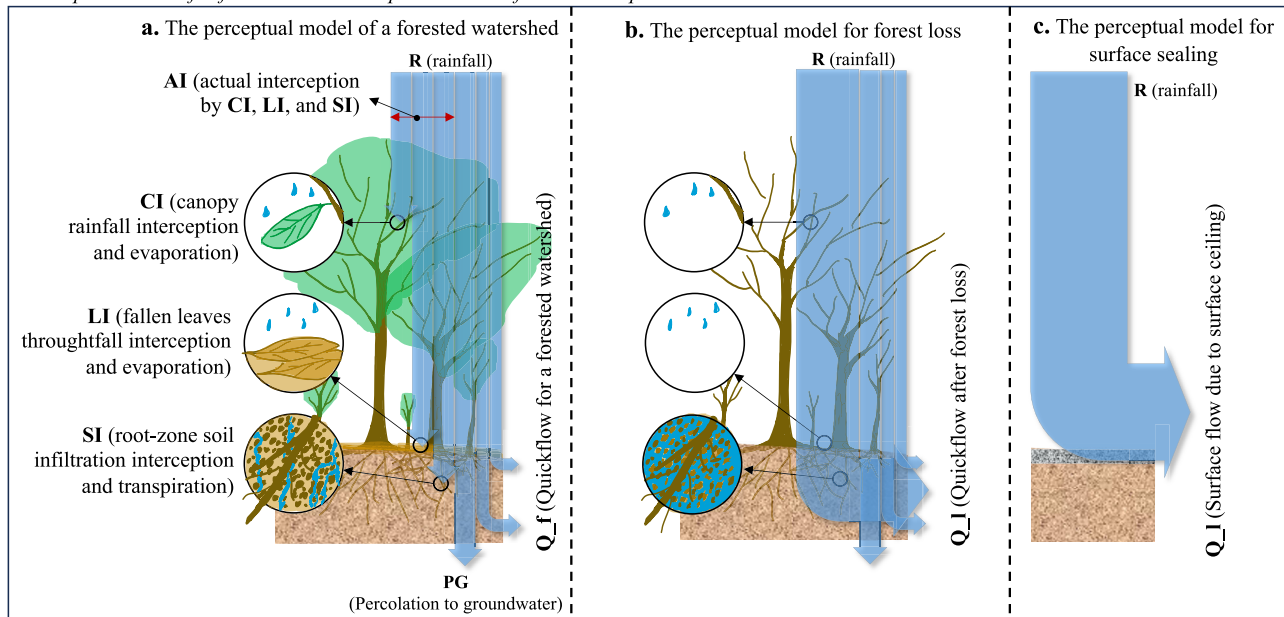 a. The perceptual model of a forested watershed
R (rainfall)
AI (actual interception
by CI, LI, and SI)
CI (canopy
rainfall interception
and evaporation)
LI (fallen leaves
throughtfall interception
and evaporation)
SI (root-zone soil
infiltration interception
and transpiration)
Q_f (Quickflow for a forested watershed)
PG
(Percolation to groundwater)
b. The perceptual model for forest loss
R (rainfall)
Q_l (Quickflow after forest loss)
c. The perceptual model for
surface sealing
R (rainfall)
Q_l (Surface flow due to surface ceiling)